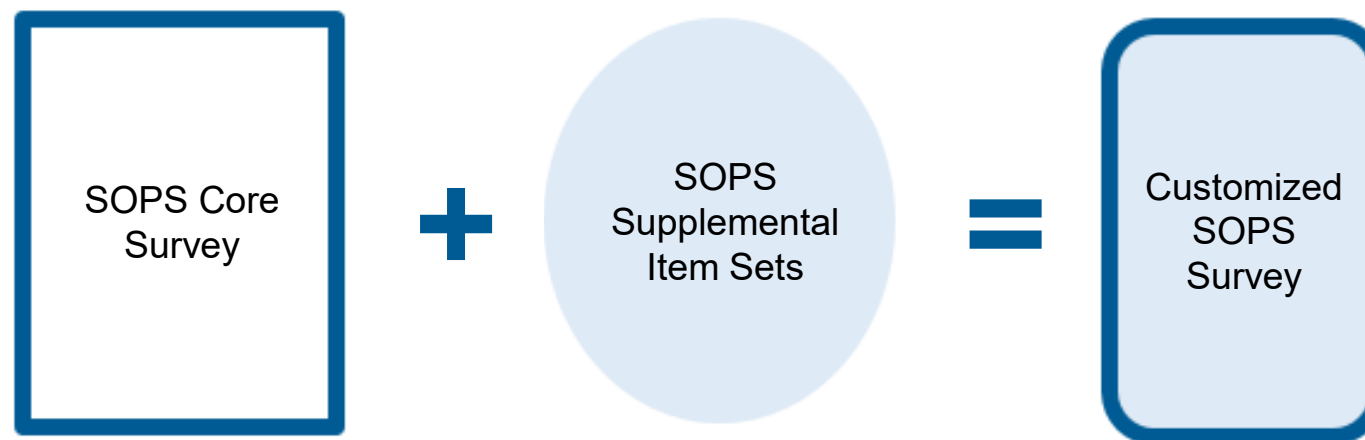 SOPS Core
Survey
+
SOPS
Supplemental
Item Sets
=
Customized
SOPS
Survey